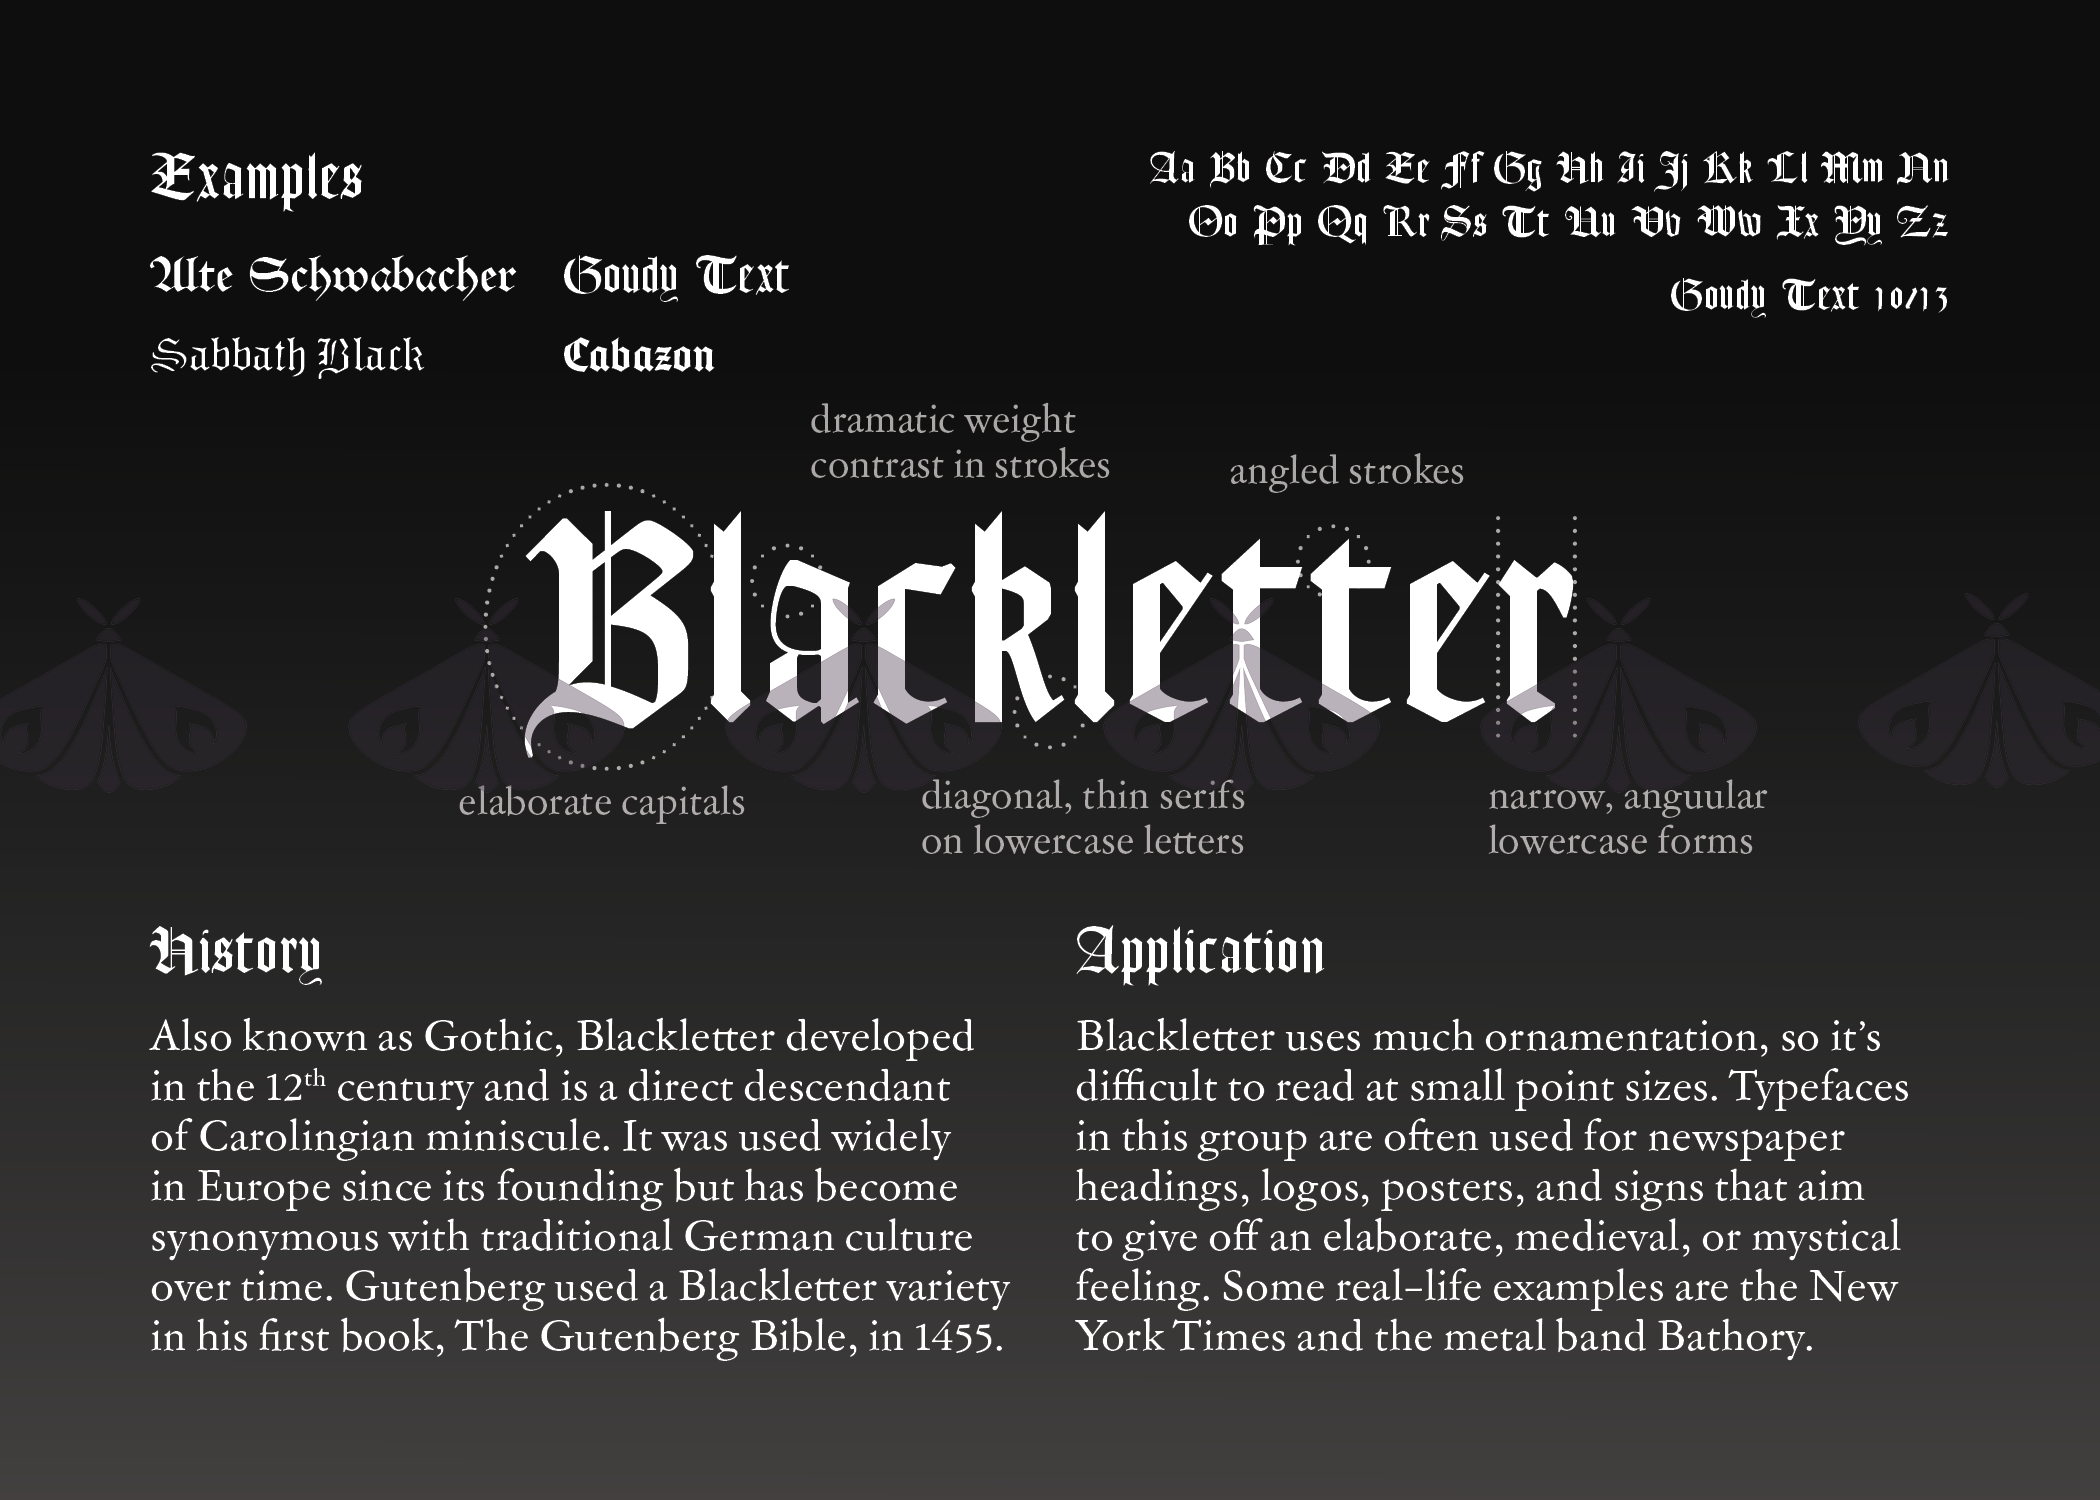 Examples
Alte Schwabacher
Goudy Text
Sabbath Black
Cabazon
Aa Bb Cc Dd Ee Ff Gg Hh Ii Jj Kk Ll Mm Nn
Oo Pp Qq Rr Ss Tt Uu Vv Ww Xx Yy Zz
Goudy Text 10/13
dramatic weight
contrast in strokes
angled strokes
Blackletter
elaborate capitals
diagonal, thin serifs
on lowercase letters
narrow, anguular
lowercase forms
History
Also known as Gothic, Blackletter developed
in the 12th century and is a direct descendant
of Carolingian miniscule. It was used widely
in Europe since its founding but has become
synonymous with traditional German culture
over time. Gutenberg used a Blackletter variety
in his first book, The Gutenberg Bible, in 1455.
Application
Blackletter uses much ornamentation, so it’s
difficult to read at small point sizes. Typefaces
in this group are often used for newspaper
headings, logos, posters, and signs that aim
to give off an elaborate, medieval, or mystical
feeling. Some real-life examples are the New
York Times and the metal band Bathory.